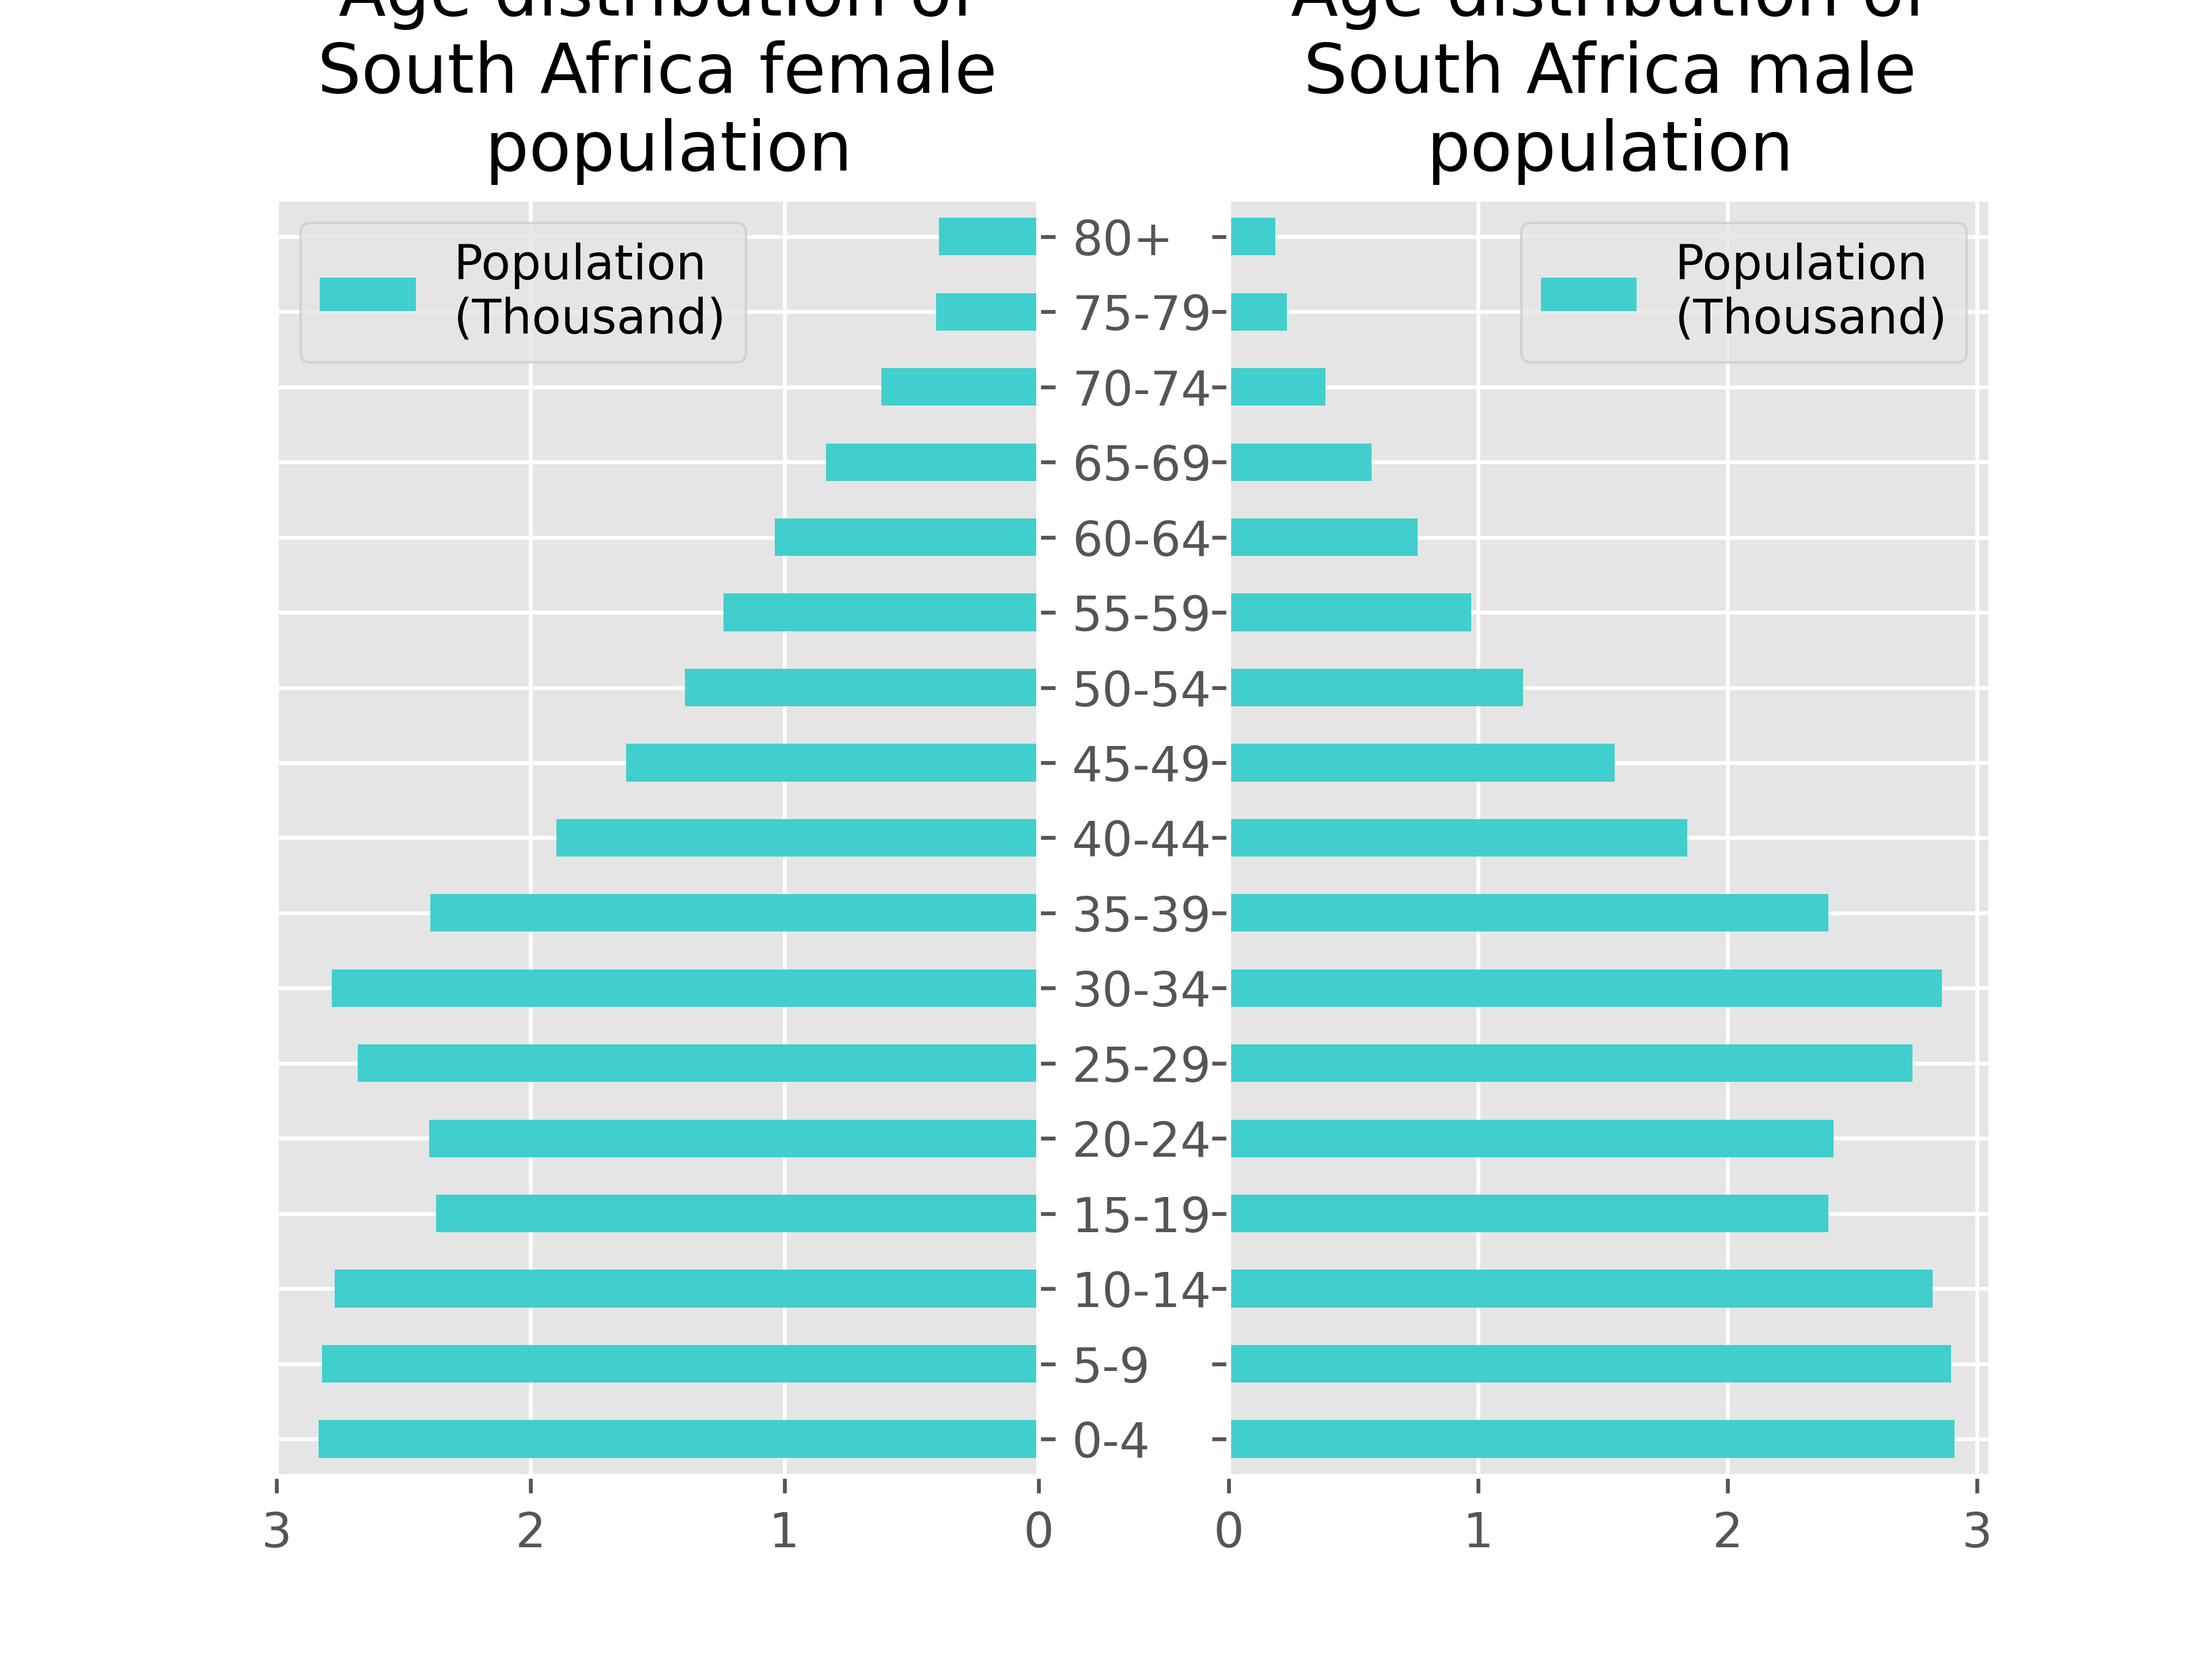 Age distribution of
South Africa female
population
Age distribution of
South Africa male
population
Population
(Thousand)
Population
(Thousand)
80+
75-79
70-74
65-69
60-64
55-59
50-54
45-49
40-44
35-39
30-34
25-29
20-24
15-19
10-14
5-9
0-4
3 2 1 0
0 1 2 3